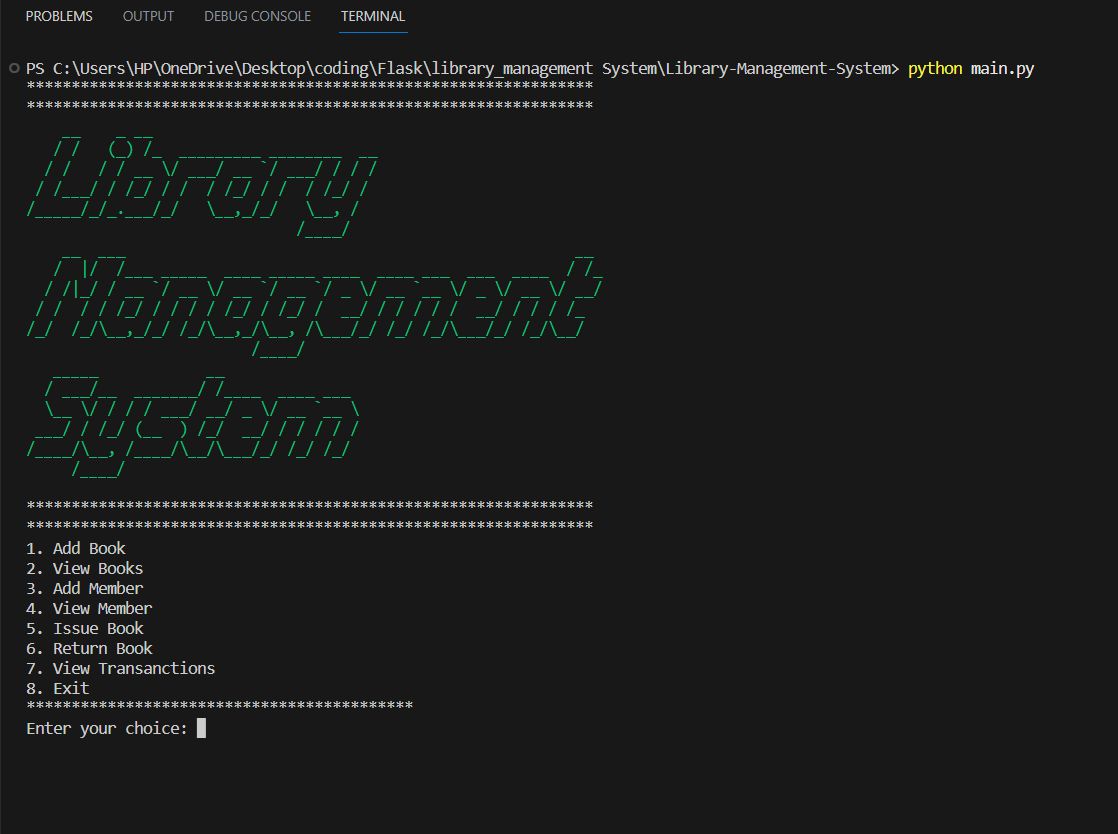 PROBLEMS OUTPUT DEBUG CONSOLE TERMINAL
PS C:\Users\HP\OneDrive\Desktop\coding\Flask\library_management System\Library-Management-System> python main.py
***************************************************************
***************************************************************
Library
Management
System
***************************************************************
***************************************************************
1. Add Book
2. View Books
3. Add Member
4. View Member
5. Issue Book
6. Return Book
7. View Transanctions
8. Exit
*******************************************
Enter your choice: